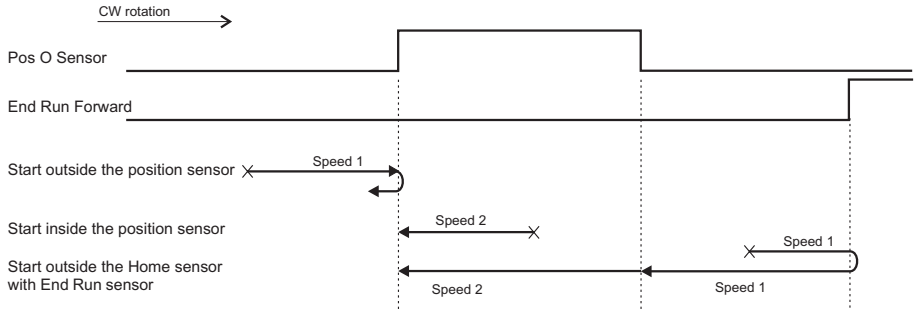 CW rotation
Pos O Sensor
End Run Forward
Start outside the position sensor
Speed 1
Start inside the position sensor
Speed 2
Speed 1
Start outside the Home sensor
with End Run sensor
Speed 2
Speed 1